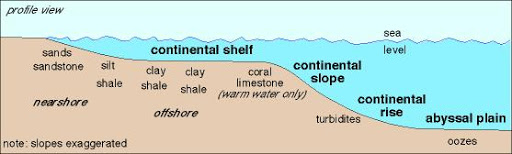 profile view
sea
level
continental shelf
sands
sandstone
silt
shale
clay
shale
clay
shale
coral
limestone
(warm water only)
continental
slope
continental
rise
abyssal plain
nearshore
offshore
turbidites
oozes
note: slopes exaggerated